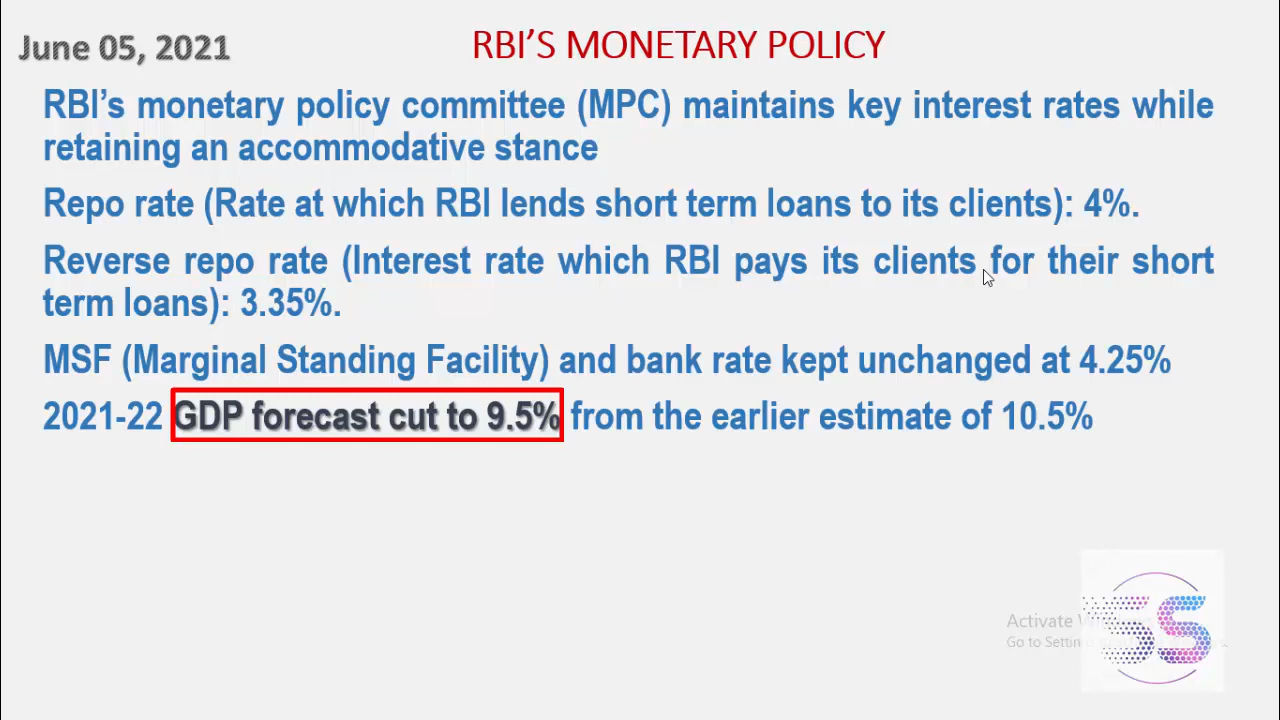 June 05, 2021
RBI'S MONETARY POLICY
RBI's monetary policy committee (MPC) maintains key interest rates while
retaining an accommodative stance
Repo rate (Rate at which RBI lends short term loans to its clients): 4%.
Reverse repo rate (Interest rate which RBI pays its clients for their short
term loans): 3.35%.
MSF (Marginal Standing Facility) and bank rate kept unchanged at 4.25%
2021-22 GDP forecast cut to 9.5% from the earlier estimate of 10.5%
Activate
Go to
SS